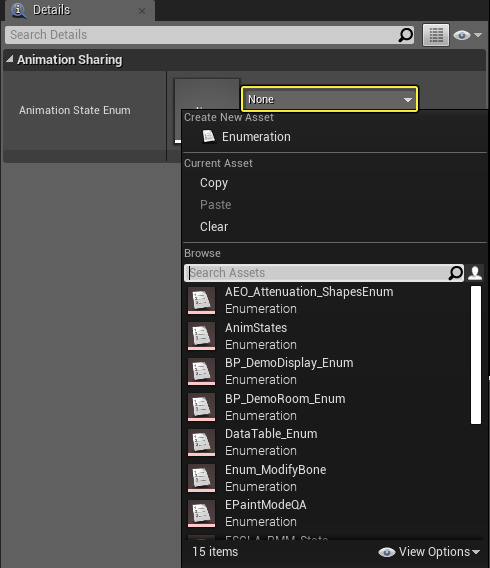 Details
Search Details
Animation Sharing
Animation State Enum
None
Create New Asset
Enumeration
Current Asset
Copy
Paste
Clear
Browse
Search Assets
AEO_Attenuation_ShapesEnum
Enumeration
AnimStates
Enumeration
BP_DemoDisplay_Enum
Enumeration
BP_DemoRoom_Enum
Enumeration
DataTable_Enum
Enumeration
Enum_ModifyBone
Enumeration
EPaintModeQA
Enumeration
15 items
View Options